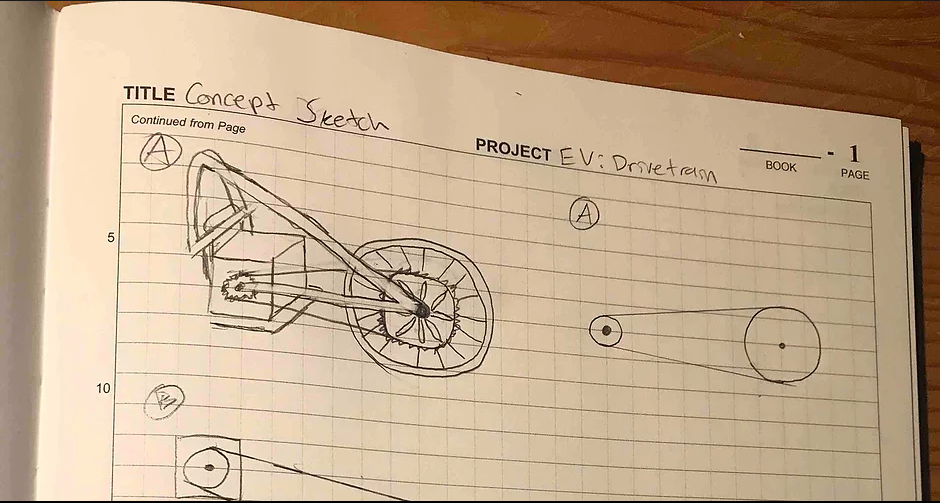 TITLE Concept Sketch
Continued from Page
PROJECT EV: Drivetrain
BOOK
- 1
PAGE
A
A
5
10
B